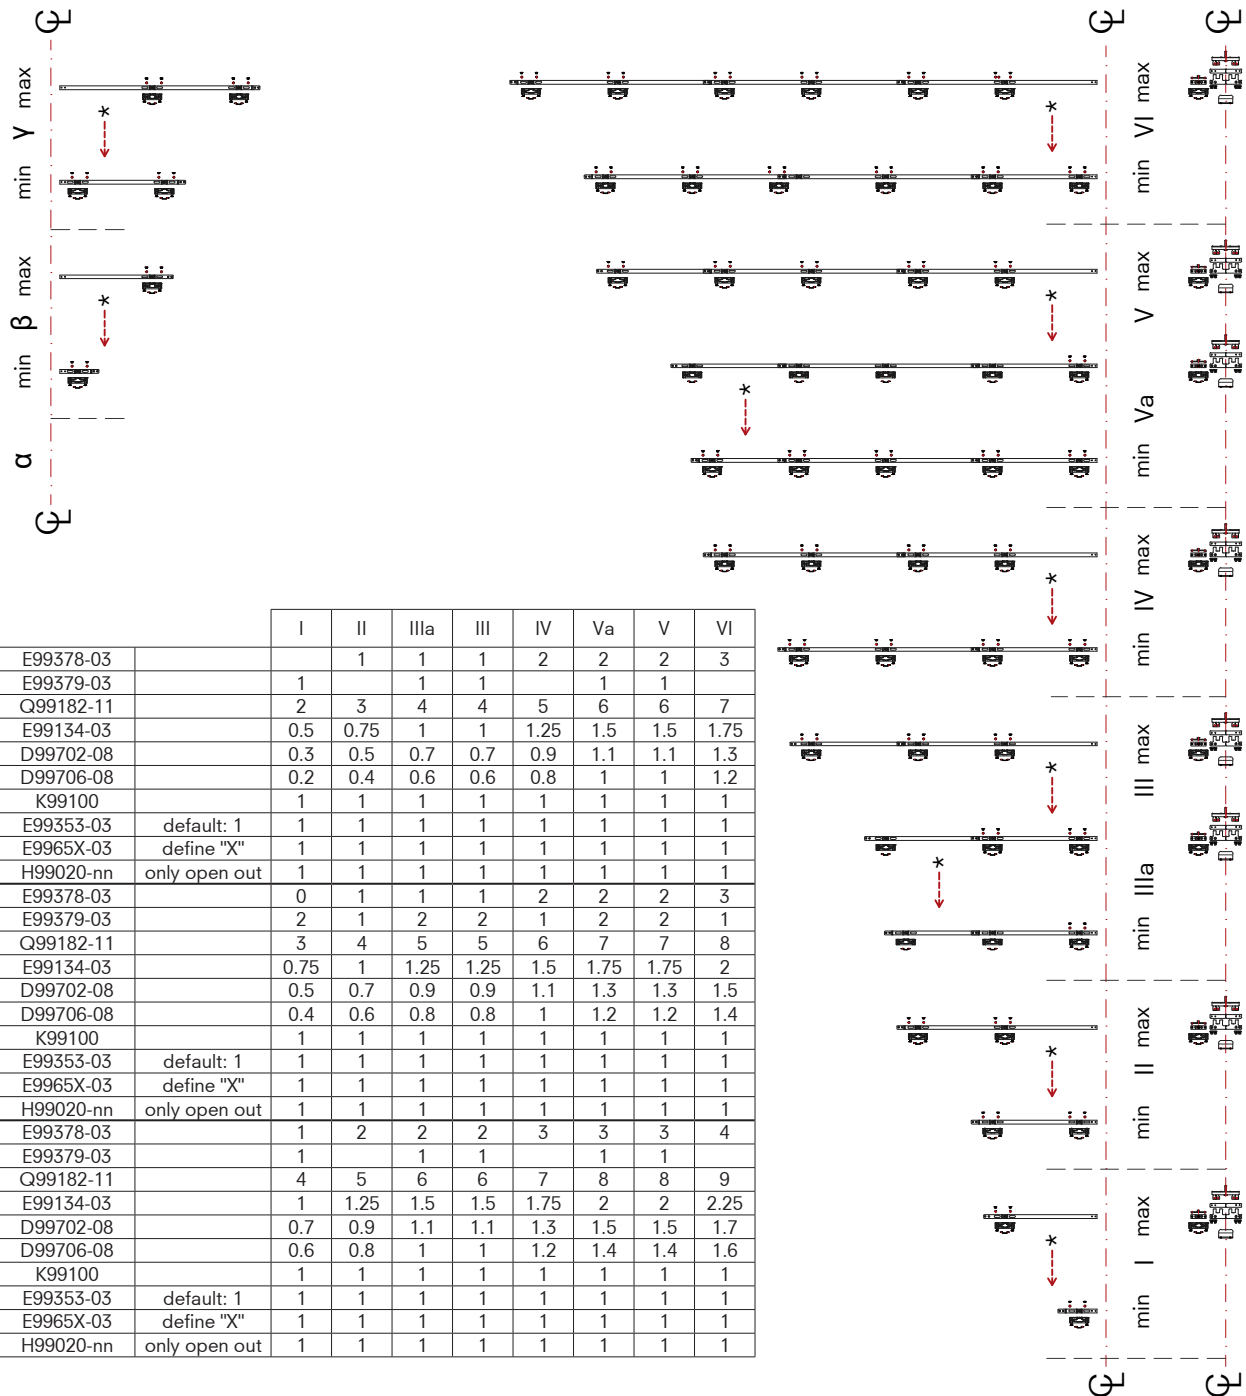 ℄
γ min max
β min max
α
℄
℄ ℄
VI min max
V max
Va min
IV min max
III max
IIIa min
II min max
I min max
℄ ℄
* * * * * * * * * *
I II IIIa III IV Va V VI
E99378-03 1 1 1 2 2 2 3
E99379-03 1 1 1 1 1
Q99182-11 2 3 4 4 5 6 6 7
E99134-03 0.5 0.75 1 1 1.25 1.5 1.5 1.75
D99702-08 0.3 0.5 0.7 0.7 0.9 1.1 1.1 1.3
D99706-08 0.2 0.4 0.6 0.6 0.8 1 1 1.2
K99100 1 1 1 1 1 1 1 1
E99353-03 default: 1 1 1 1 1 1 1 1 1
E9965X-03 define "X" 1 1 1 1 1 1 1 1
H99020-nn only open out 1 1 1 1 1 1 1 1
E99378-03 0 1 1 1 2 2 2 3
E99379-03 2 1 2 2 1 2 2 1
Q99182-11 3 4 5 5 6 7 7 8
E99134-03 0.75 1 1.25 1.25 1.5 1.75 1.75 2
D99702-08 0.5 0.7 0.9 0.9 1.1 1.3 1.3 1.5
D99706-08 0.4 0.6 0.8 0.8 1 1.2 1.2 1.4
K99100 1 1 1 1 1 1 1 1
E99353-03 default: 1 1 1 1 1 1 1 1 1
E9965X-03 define "X" 1 1 1 1 1 1 1 1
H99020-nn only open out 1 1 1 1 1 1 1 1
E99378-03 1 2 2 2 3 3 3 4
E99379-03 1 1 1 1 1
Q99182-11 4 5 6 6 7 8 8 9
E99134-03 1 1.25 1.5 1.5 1.75 2 2 2.25
D99702-08 0.7 0.9 1.1 1.1 1.3 1.5 1.5 1.7
D99706-08 0.6 0.8 1 1 1.2 1.4 1.4 1.6
K99100 1 1 1 1 1 1 1 1
E99353-03 default: 1 1 1 1 1 1 1 1 1
E9965X-03 define "X" 1 1 1 1 1 1 1 1
H99020-nn only open out 1 1 1 1 1 1 1 1